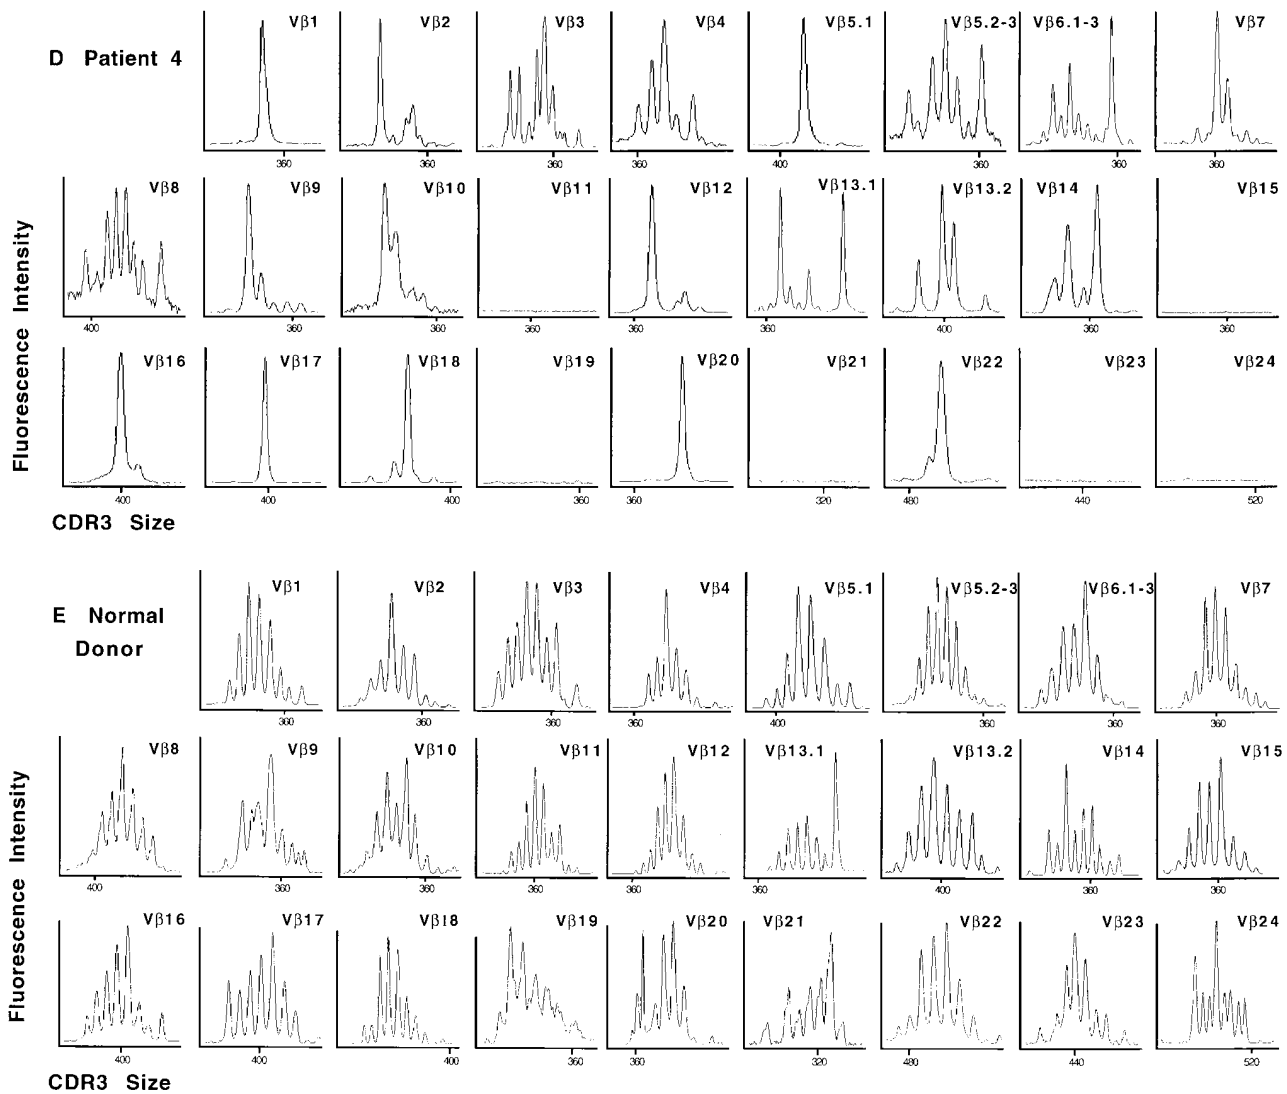 D Patient 4
Vβ1 Vβ2 Vβ3 Vβ4 Vβ5.1 Vβ5.2-3 Vβ6.1-3 Vβ7
360 360 360 360 400 360 360 360
Fluorescence Intensity
Vβ8 Vβ9 Vβ10 Vβ11 Vβ12 Vβ13.1 Vβ13.2 Vβ14 Vβ15
400 360 360 360 360 360 400 360 360
Vβ16 Vβ17 Vβ18 Vβ19 Vβ20 Vβ21 Vβ22 Vβ23 Vβ24
400 400 400 360 360 320 480 440 520
CDR3 Size
E Normal
Donor
Vβ1 Vβ2 Vβ3 Vβ4 Vβ5.1 Vβ5.2-3 Vβ6.1-3 Vβ7
360 360 360 360 400 360 360 360
Fluorescence Intensity
Vβ8 Vβ9 Vβ10 Vβ11 Vβ12 Vβ13.1 Vβ13.2 Vβ14 Vβ15
400 360 360 360 360 360 400 360 360
Vβ16 Vβ17 Vβ18 Vβ19 Vβ20 Vβ21 Vβ22 Vβ23 Vβ24
400 400 400 360 360 320 480 440 520
CDR3 Size